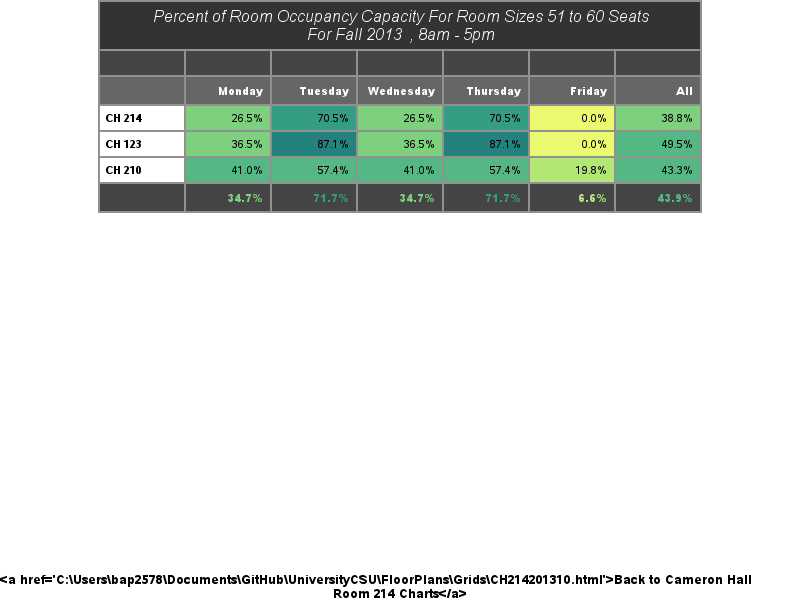 Percent of Room Occupancy Capacity For Room Sizes 51 to 60 Seats
For Fall 2013 , 8am - 5pm
Monday Tuesday Wednesday Thursday Friday All
CH 214 26.5% 70.5% 26.5% 70.5% 0.0% 38.8%
CH 123 36.5% 87.1% 36.5% 87.1% 0.0% 49.5%
CH 210 41.0% 57.4% 41.0% 57.4% 19.8% 43.3%
34.7% 71.7% 34.7% 71.7% 6.6% 43.9%
<a href='C:\Users\bap2578\Documents\GitHub\UniversityCSU\FloorPlans\Grids\CH214201310.html'>Back to Cameron Hall
Room 214 Charts</a>